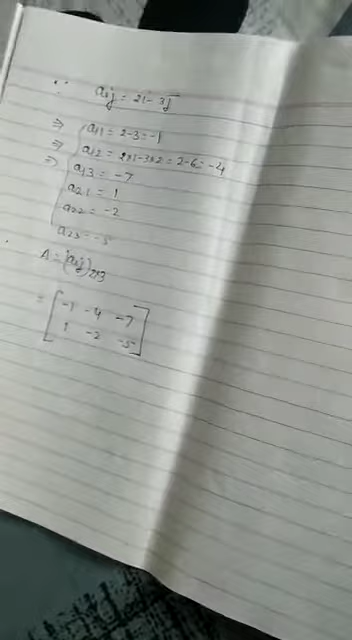 ∵ aij = 2i - 3j
⇒ a11 = 2-3=-1
⇒ a12 = 2×1-3×2 = 2-6= -4
⇒ a13 = -7
a21 = 1
a22 = -2
a23 = -5
A = (aij)2×3
= [-1 -4 -7
1 -2 -5]